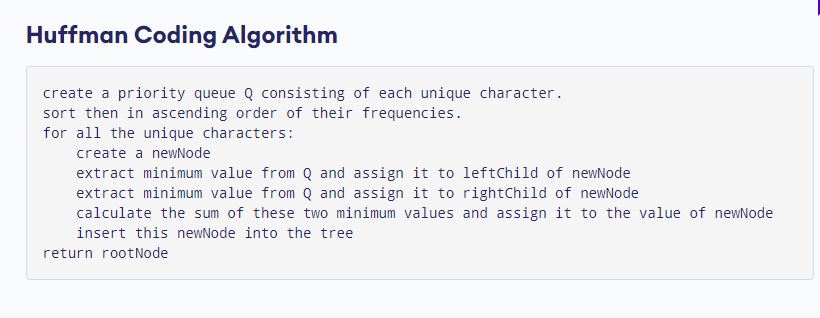 Huffman Coding Algorithm
create a priority queue Q consisting of each unique character.
sort then in ascending order of their frequencies.
for all the unique characters:
    create a newNode
    extract minimum value from Q and assign it to leftChild of newNode
    extract minimum value from Q and assign it to rightChild of newNode
    calculate the sum of these two minimum values and assign it to the value of newNode
    insert this newNode into the tree
return rootNode